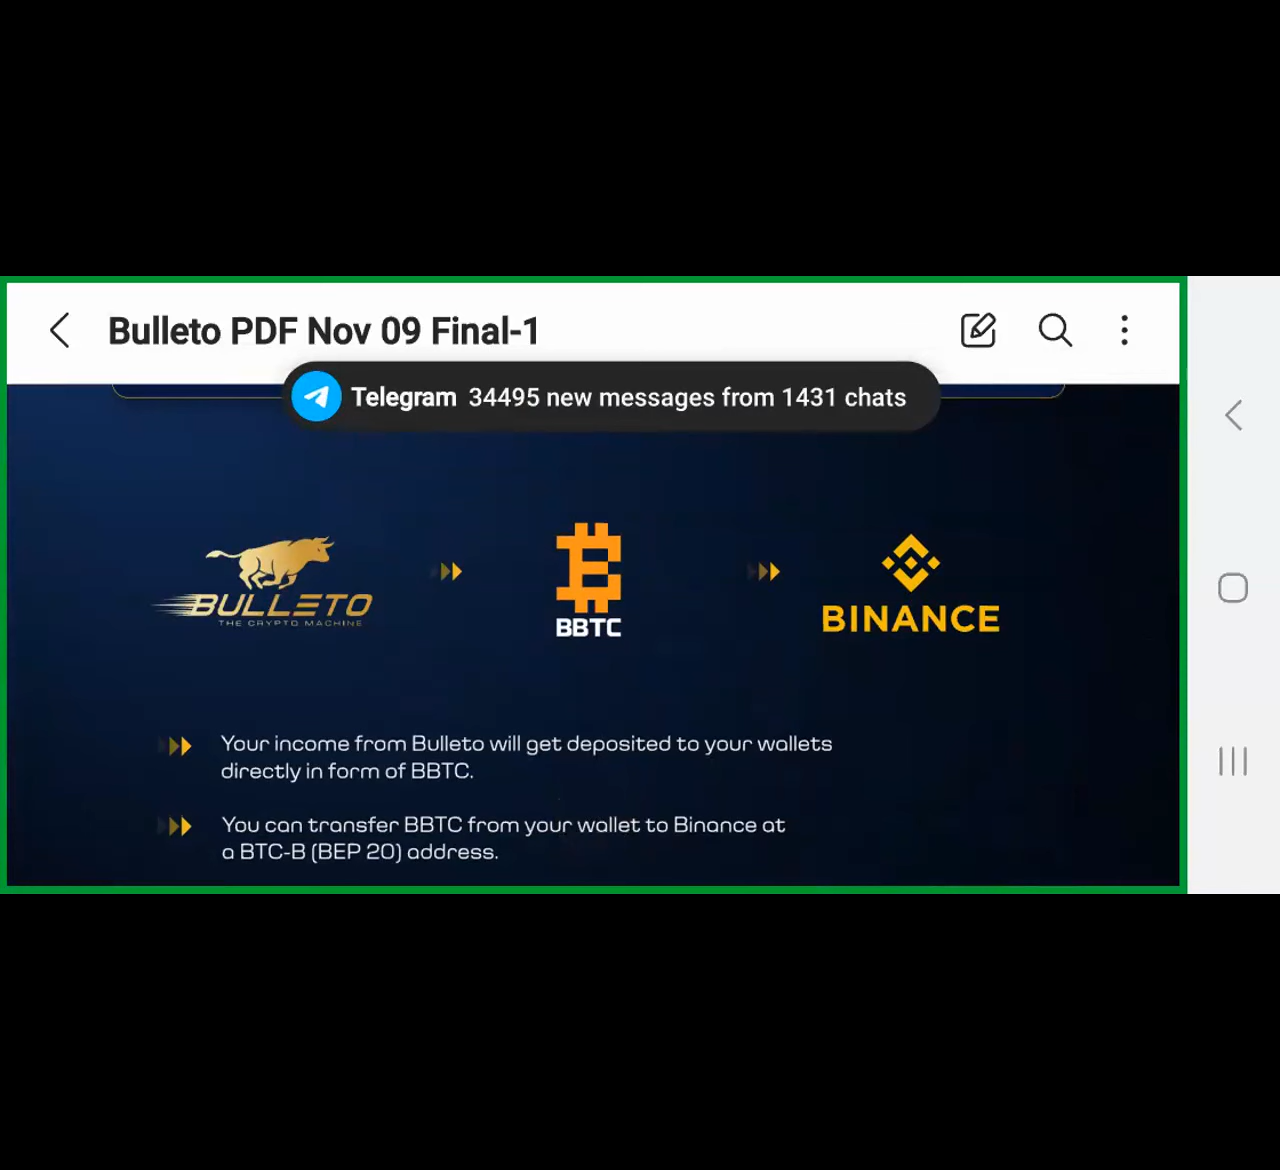 Bulleto PDF Nov 09 Final-1
Telegram 34495 new messages from 1431 chats
BULLETO
THE CRYPTO MACHINE
BBTC
BINANCE
Your income from Bulleto will get deposited to your wallets
directly in form of BBTC.
You can transfer BBTC from your wallet to Binance at
a BTC-B (BEP 20) address.